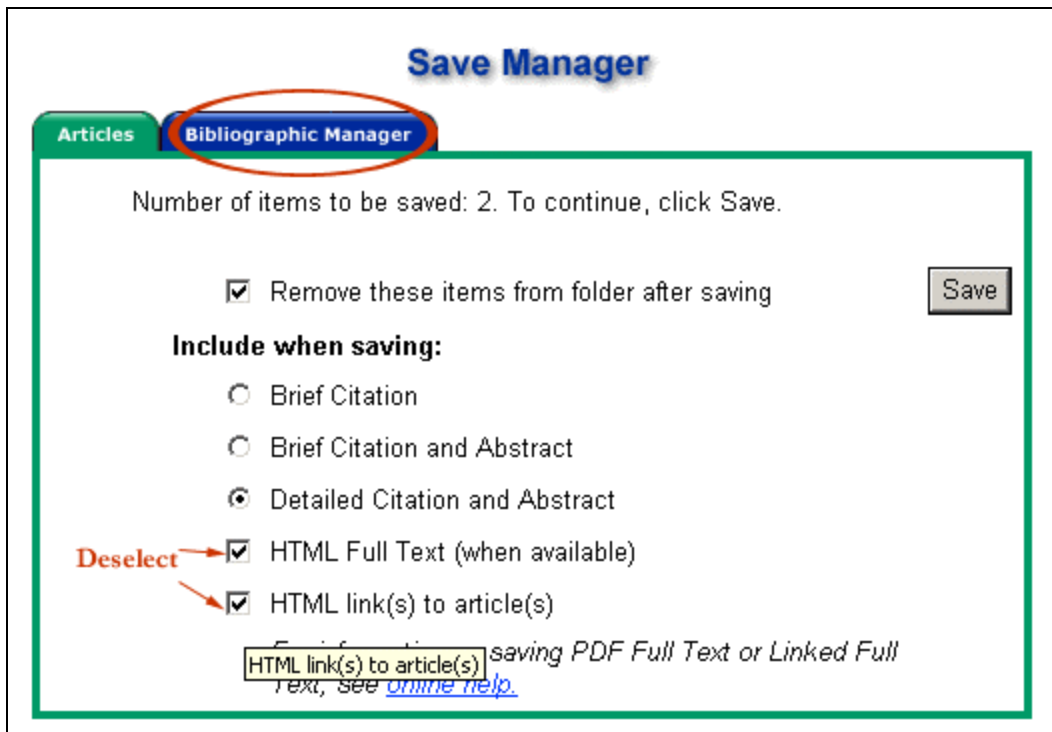 Save Manager
Articles
Bibliographic Manager
Number of items to be saved: 2. To continue, click Save.
Remove these items from folder after saving
Save
Include when saving:
Brief Citation
Brief Citation and Abstract
Detailed Citation and Abstract
Deselect
HTML Full Text (when available)
HTML link(s) to article(s)
HTML link(s) to article(s)
saving PDF Full Text or Linked Full
Text, see online help.